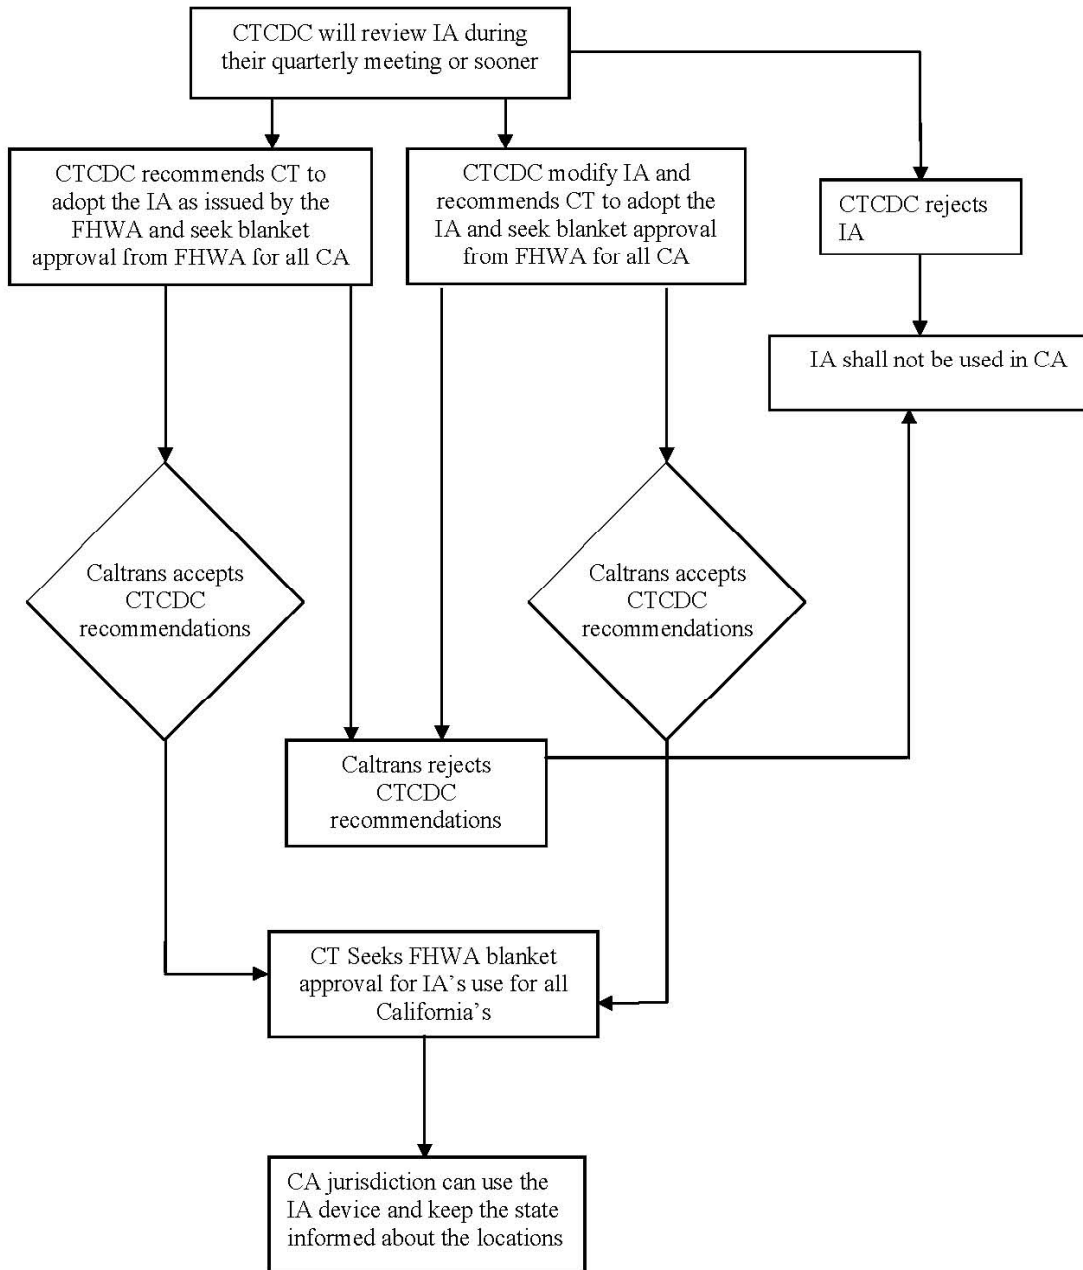 CTCDC will review IA during
their quarterly meeting or sooner
CTCDC recommends CT to
adopt the IA as issued by the
FHWA and seek blanket
approval from FHWA for all CA
CTCDC modify IA and
recommends CT to adopt the
IA and seek blanket approval
from FHWA for all CA
CTCDC rejects
IA
IA shall not be used in CA
Caltrans accepts
CTCDC
recommendations
Caltrans accepts
CTCDC
recommendations
Caltrans rejects
CTCDC
recommendations
CT Seeks FHWA blanket
approval for IA's use for all
California's
CA jurisdiction can use the
IA device and keep the state
informed about the locations